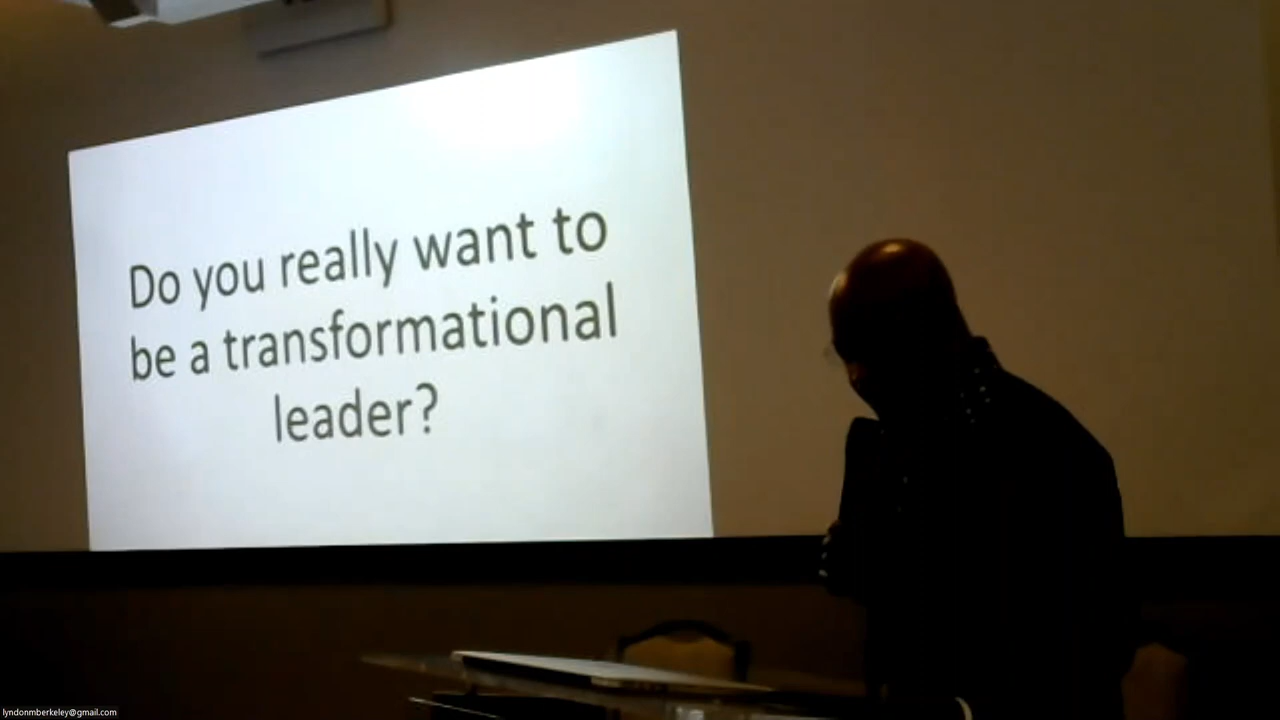 Do you really want to
be a transformational
leader?
lyndonmberkeley@gmail.com